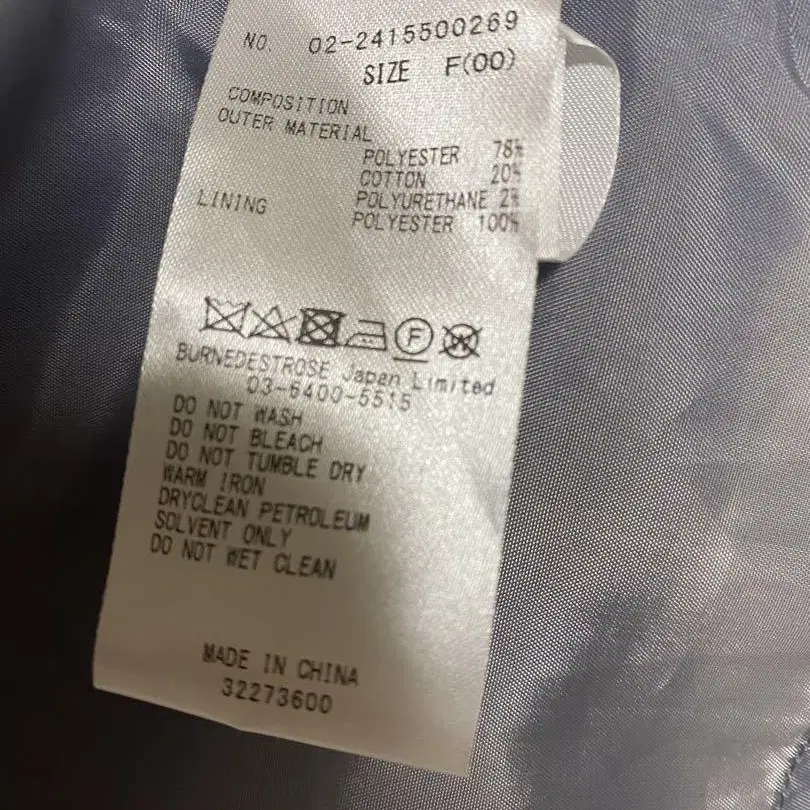 NO. 02-2415500269
SIZE F(00)
COMPOSITION
OUTER MATERIAL
POLYESTER 78%
COTTON 20%
POLYURETHANE 2%
LINING POLYESTER 100%
F W
BURNEDESTROSE Japan Limited
03-6400-5515
DO NOT WASH
DO NOT BLEACH
DO NOT TUMBLE DRY
WARM IRON
DRYCLEAN PETROLEUM
SOLVENT ONLY
DO NOT WET CLEAN
MADE IN CHINA
32273600